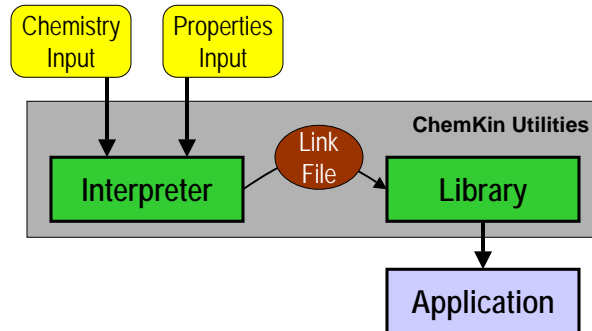 Chemistry
Input
Properties
Input
ChemKin Utilities
Link
File
Interpreter
Library
Application